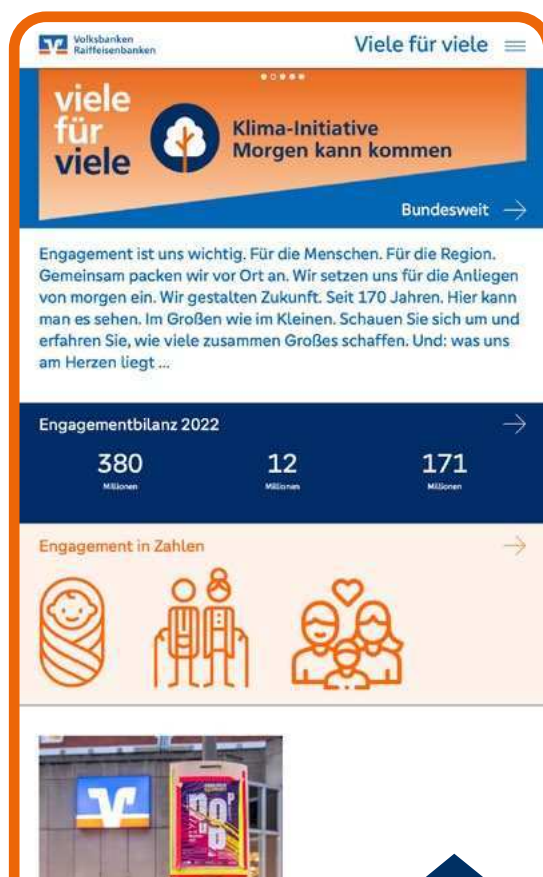 Volksbanken
Raiffeisenbanken
Viele für viele
viele
für
viele
Klima-Initiative
Morgen kann kommen
Bundesweit
Engagement ist uns wichtig. Für die Menschen. Für die Region.
Gemeinsam packen wir vor Ort an. Wir setzen uns für die Anliegen
von morgen ein. Wir gestalten Zukunft. Seit 170 Jahren. Hier kann
man es sehen. Im Großen wie im Kleinen. Schauen Sie sich um und
erfahren Sie, wie viele zusammen Großes schaffen. Und: was uns
am Herzen liegt ...
Engagementbilanz 2022
380 12 171
Millionen Millionen Millionen
Engagement in Zahlen